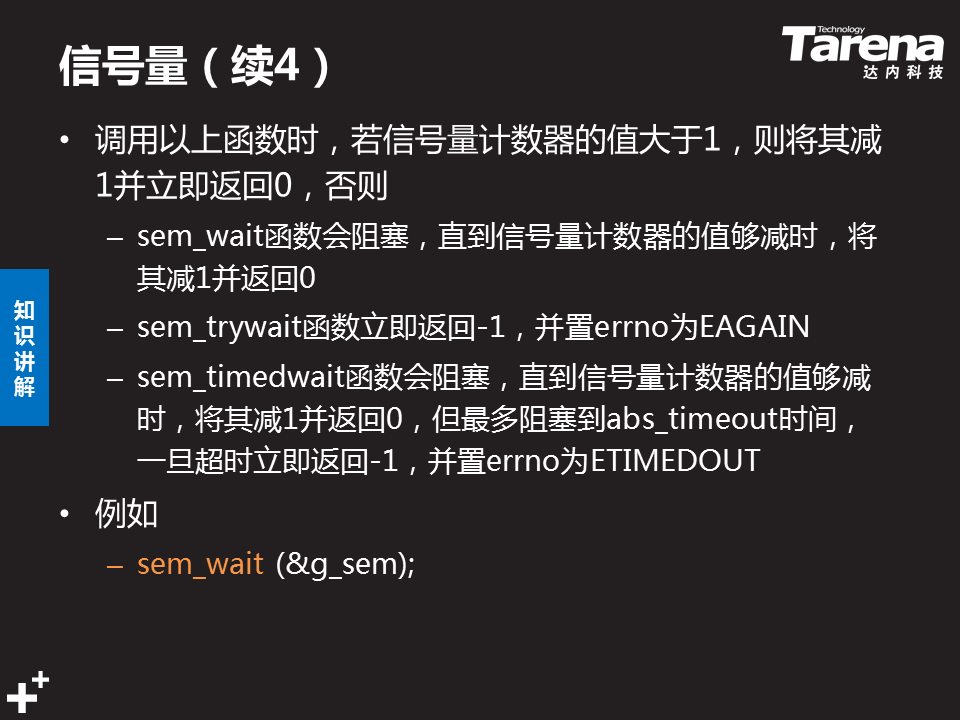 信号量（续4）
Technology
Tarena
达内科技
• 调用以上函数时，若信号量计数器的值大于1，则将其减
1并立即返回0，否则
– sem_wait函数会阻塞，直到信号量计数器的值够减时，将
其减1并返回0
– sem_trywait函数立即返回-1，并置errno为EAGAIN
– sem_timedwait函数会阻塞，直到信号量计数器的值够减
时，将其减1并返回0，但最多阻塞到abs_timeout时间，
一旦超时立即返回-1，并置errno为ETIMEDOUT
• 例如
– sem_wait (&g_sem);
知
识
讲
解